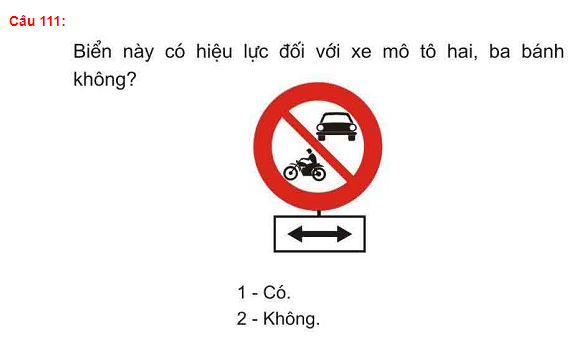 Câu 111:
Biển này có hiệu lực đối với xe mô tô hai, ba bánh
không?
1 - Có.
2 - Không.